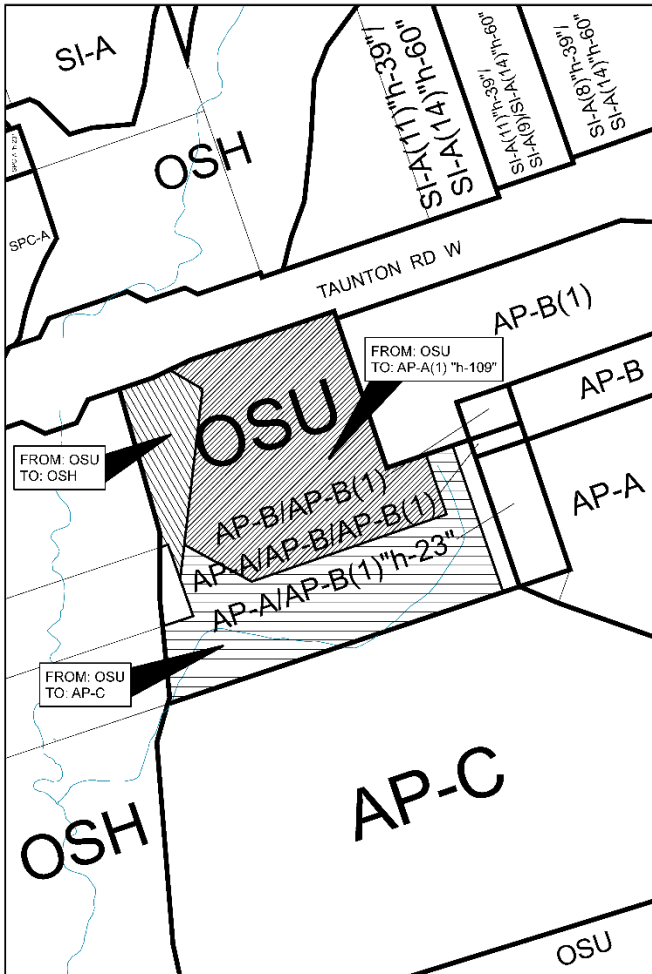 SI-A
OSH
SI-A(11)"h-39"/
SI-A(14)"h-60"
SI-A(11)"h-39"/
SI-A(9)/SI-A(14)"h-60"
SI-A(8)"h-39"/
SI-A(14)"h-60"
SPC-A
TAUNTON RD W
AP-B(1)
FROM: OSU
TO: AP-A(1) "h-109"
AP-B
OSU
FROM: OSU
TO: OSH
AP-A
AP-B/AP-B(1)
AP-A/AP-B/AP-B(1)
AP-A/AP-B(1)"h-23"
FROM: OSU
TO: AP-C
AP-C
OSH
OSU